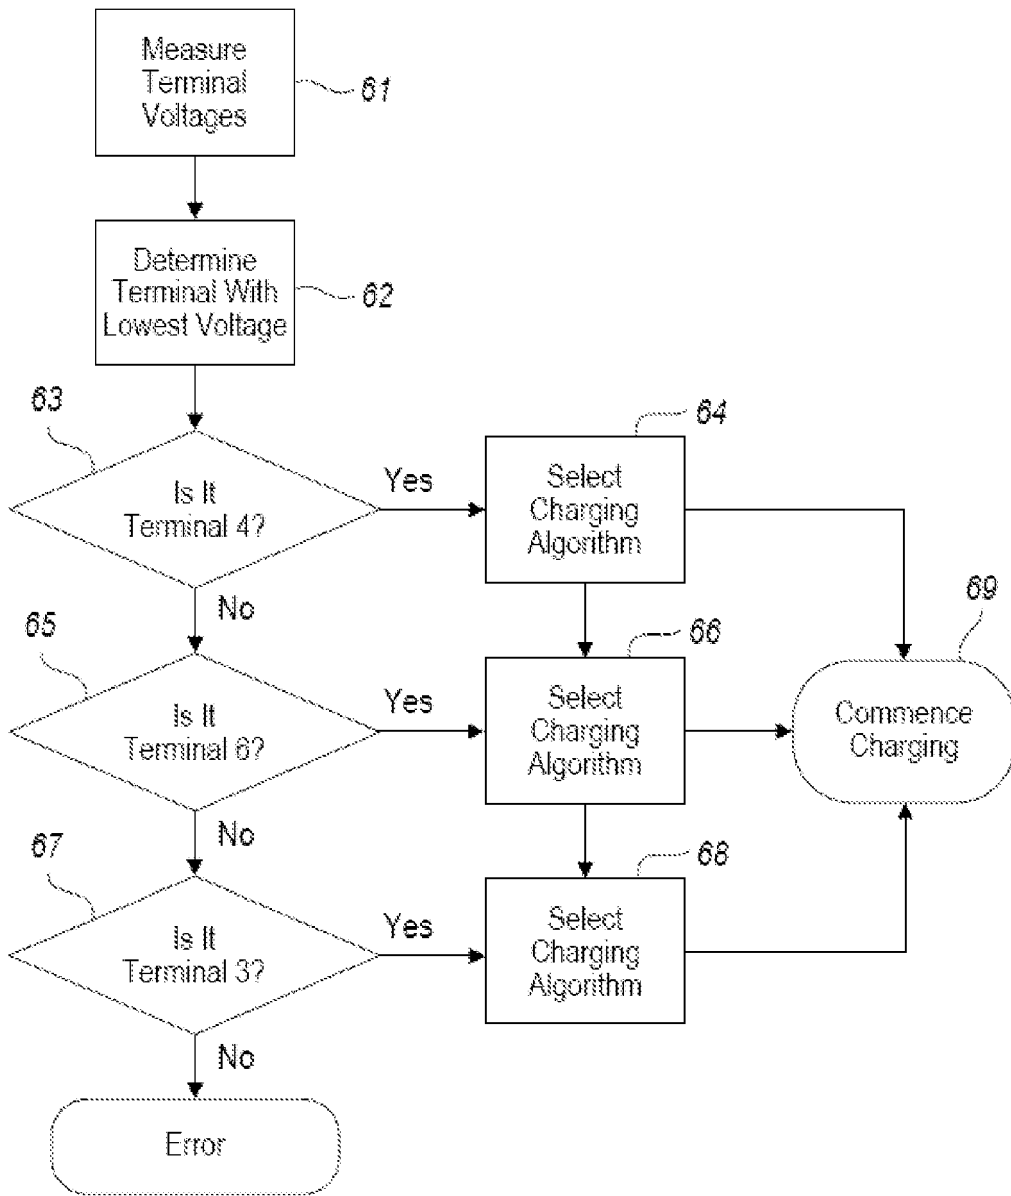 Measure
Terminal
Voltages
61
Determine
Terminal With
Lowest Voltage
62
63
Is It
Terminal 4?
Yes
64
Select
Charging
Algorithm
No
65
Is It
Terminal 6?
Yes
66
Select
Charging
Algorithm
69
Commence
Charging
No
67
Is It
Terminal 3?
Yes
68
Select
Charging
Algorithm
No
Error